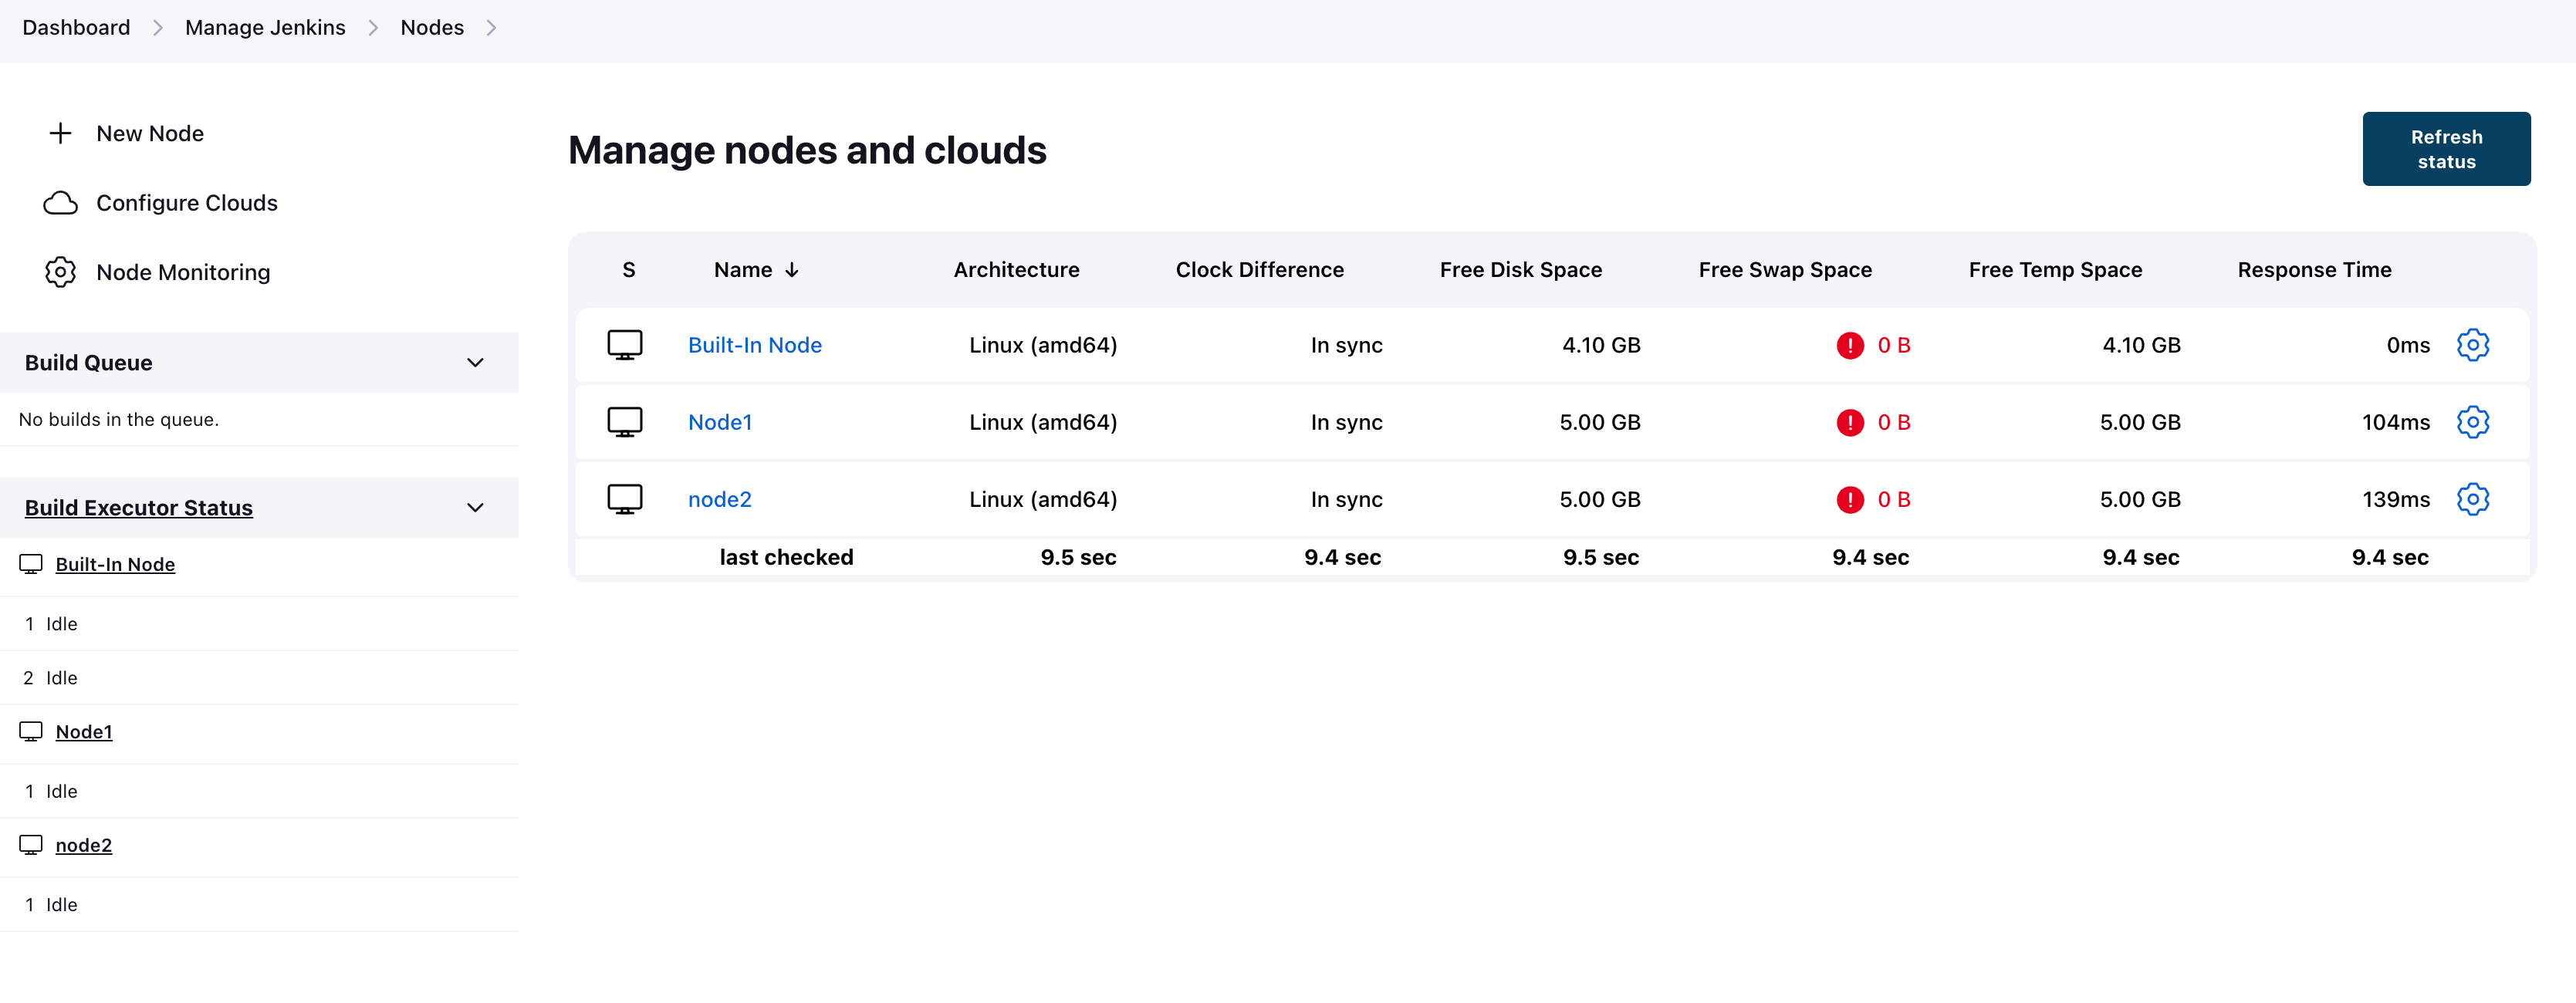 Dashboard Manage Jenkins Nodes
New Node
Configure Clouds
Node Monitoring
Build Queue
No builds in the queue.
Build Executor Status
Built-In Node
1 Idle
2 Idle
Node1
1 Idle
node2
1 Idle
Manage nodes and clouds
Refresh
status
S Name ↓ Architecture Clock Difference Free Disk Space Free Swap Space Free Temp Space Response Time
Built-In Node Linux (amd64) In sync 4.10 GB ! 0 B 4.10 GB 0ms
Node1 Linux (amd64) In sync 5.00 GB ! 0 B 5.00 GB 104ms
node2 Linux (amd64) In sync 5.00 GB ! 0 B 5.00 GB 139ms
last checked 9.5 sec 9.4 sec 9.5 sec 9.4 sec 9.4 sec 9.4 sec